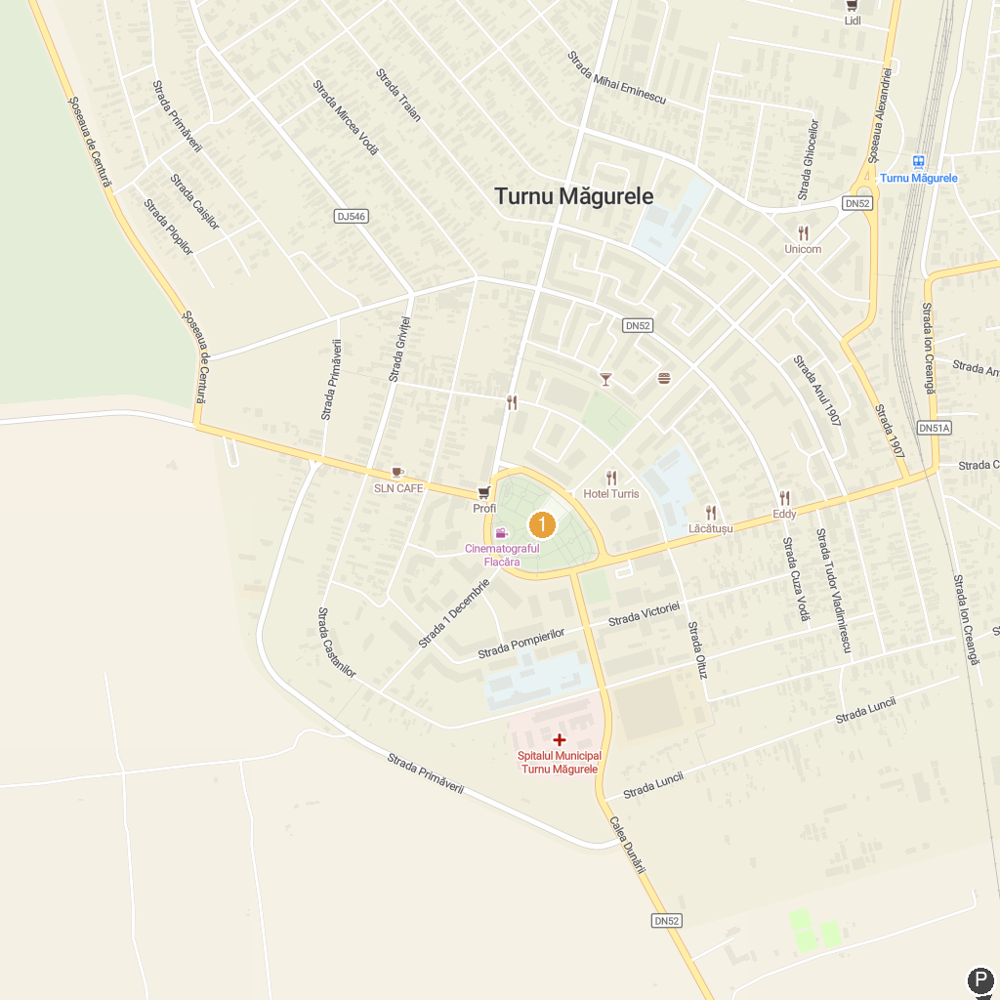 Lidl
Strada Mihai Eminescu
Strada Traian
Strada Mircea Vodă
Strada Primăverii
Șoseaua de Centură
Șoseaua Alexandriei
Strada Ghioceilor
Turnu Măgurele
Turnu Măgurele
DN52
DJ546
Strada Caișilor
Strada Plopilor
Unicom
DN52
Șoseaua de Centură
Strada Griviței
Strada Primăverii
Strada Ion Creangă
Strada Anul 1907
Strada An
Strada 1907
DN51A
Strada C
SLN CAFE
Profi
Hotel Turris
Lăcătușu
Eddy
1
Cinematograful
Flacăra
Strada 1 Decembrie
Strada Castanilor
Strada Pompierilor
Strada Victoriei
Strada Oituz
Strada Cuza Vodă
Strada Tudor Vladimirescu
Strada Ion Creangă
S
Strada Luncii
Spitalul Municipal
Turnu Măgurele
Strada Primăverii
Strada Luncii
Calea Dunării
DN52
P